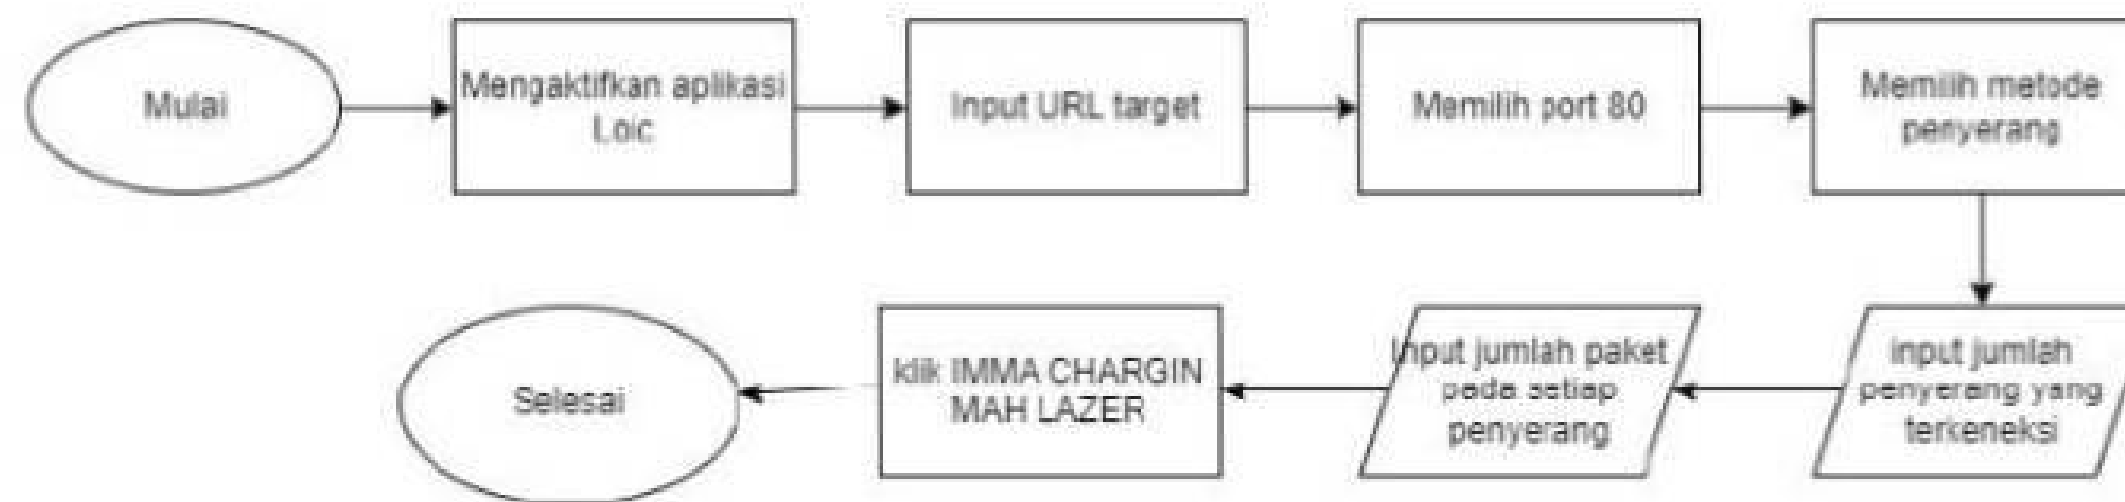 Mulai
Mengaktifkan aplikasi
Loic
Input URL target
Memilih port 80
Memilih metode
penyerang
input jumlah
penyerang yang
terkeneksi
Input jumlah paket
pada setiap
penyerang
klik IMMA CHARGIN
MAH LAZER
Selesai